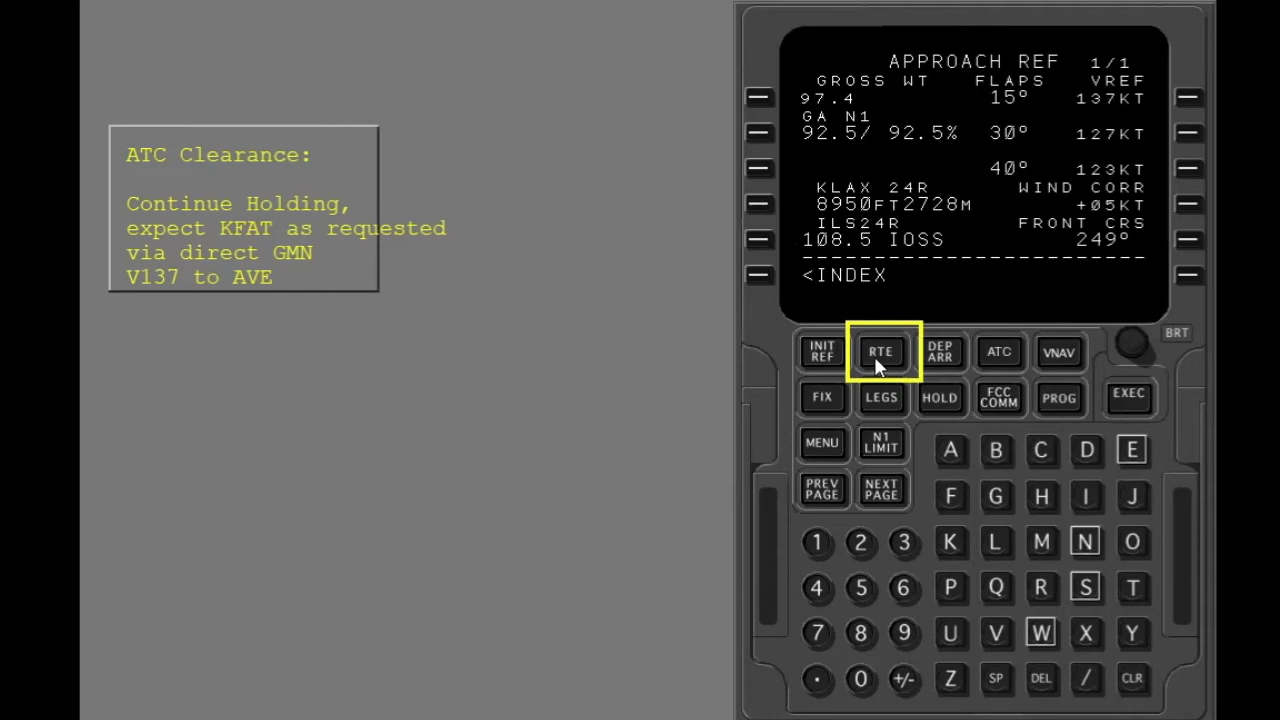 ATC Clearance:
Continue Holding,
expect KFAT as requested
via direct GMN
V137 to AVE
APPROACH REF 1/1
GROSS WT FLAPS VREF
97.4 15° 137KT
GA N1
92.5/ 92.5% 30° 127KT
40° 123KT
KLAX 24R WIND CORR
8950FT2728M +05KT
ILS24R FRONT CRS
108.5 IOSS 249°
------------------------
<INDEX
BRT
INIT REF RTE DEP ARR ATC VNAV
FIX LEGS HOLD FCC COMM PROG EXEC
MENU N1 LIMIT
PREV PAGE NEXT PAGE
A B C D E
F G H I J
1 2 3 K L M N O
4 5 6 P Q R S T
7 8 9 U V W X Y
. 0 +/- Z SP DEL / CLR